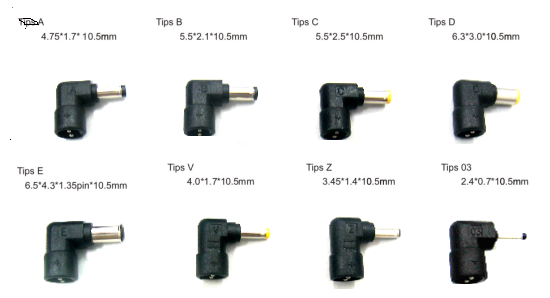 Tips A
4.75*1.7* 10.5mm
Tips B
5.5*2.1*10.5mm
Tips C
5.5*2.5*10.5mm
Tips D
6.3*3.0*10.5mm
A
B
C
D
Tips E
6.5*4.3*1.35pin*10.5mm
Tips V
4.0*1.7*10.5mm
Tips Z
3.45*1.4*10.5mm
Tips 03
2.4*0.7*10.5mm
E
V
Z
03